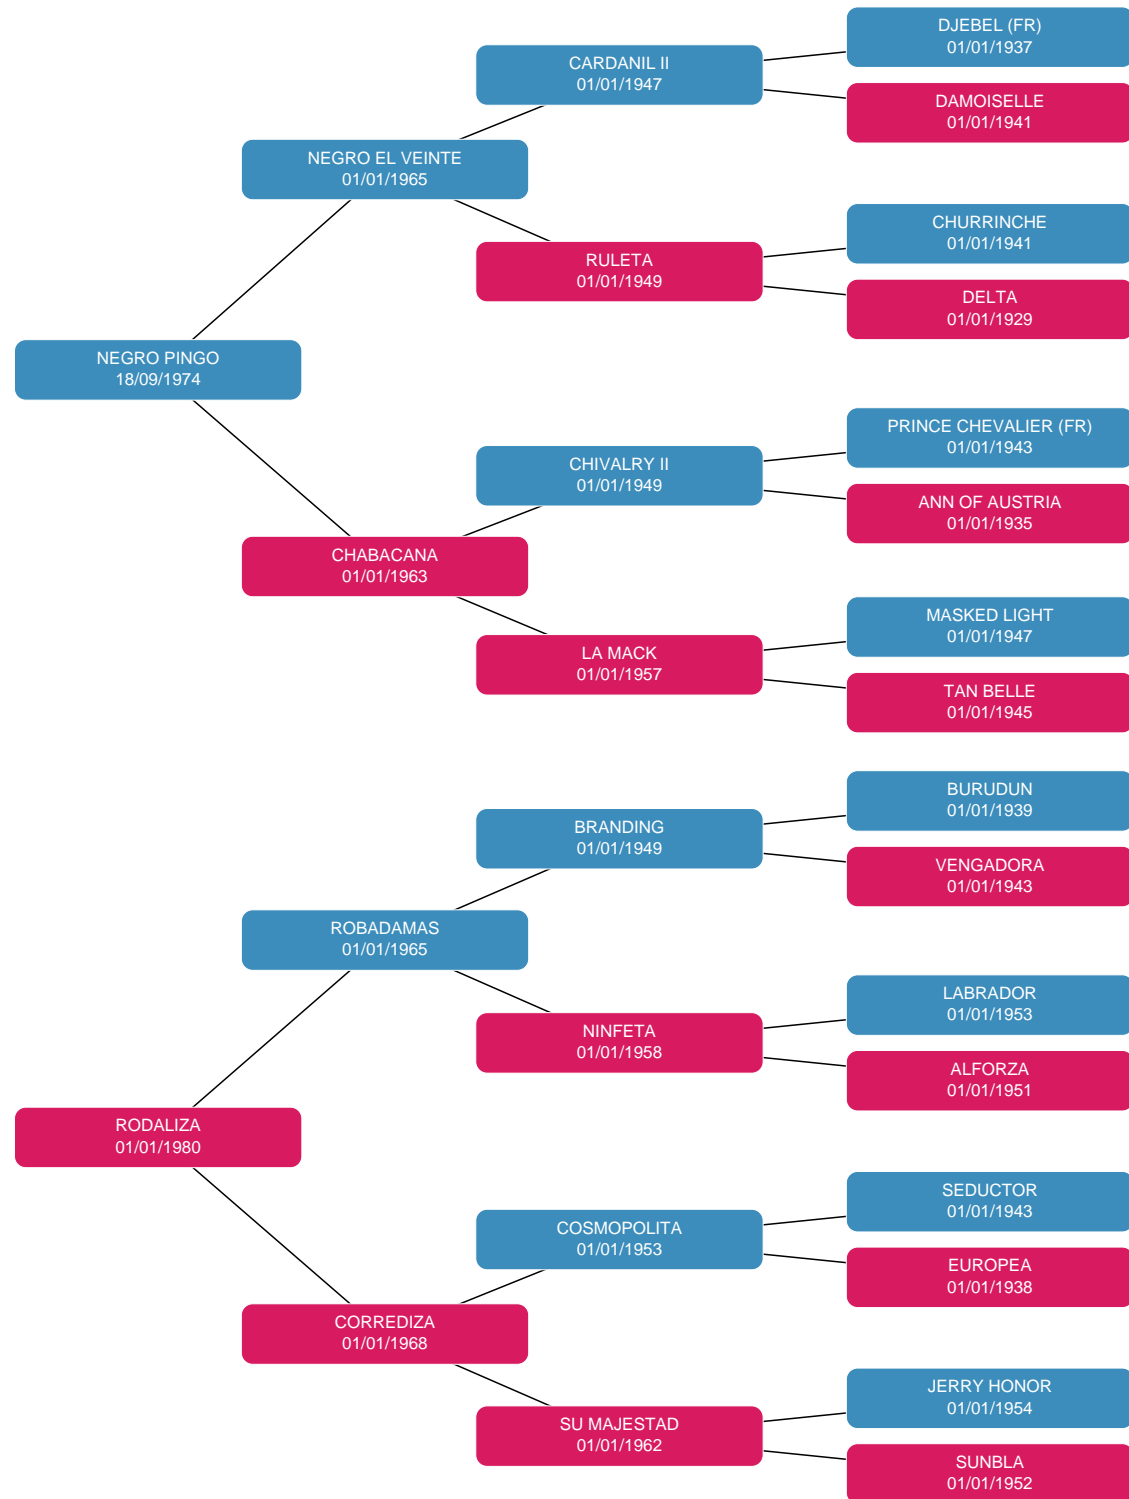 DJEBEL (FR)
01/01/1937
CARDANIL II
01/01/1947
DAMOISELLE
01/01/1941
NEGRO EL VEINTE
01/01/1965
CHURRINCHE
01/01/1941
RULETA
01/01/1949
DELTA
01/01/1929
NEGRO PINGO
18/09/1974
PRINCE CHEVALIER (FR)
01/01/1943
CHIVALRY II
01/01/1949
ANN OF AUSTRIA
01/01/1935
CHABACANA
01/01/1963
MASKED LIGHT
01/01/1947
LA MACK
01/01/1957
TAN BELLE
01/01/1945
BURUDUN
01/01/1939
BRANDING
01/01/1949
VENGADORA
01/01/1943
ROBADAMAS
01/01/1965
LABRADOR
01/01/1953
NINFETA
01/01/1958
ALFORZA
01/01/1951
RODALIZA
01/01/1980
SEDUCTOR
01/01/1943
COSMOPOLITA
01/01/1953
EUROPEA
01/01/1938
CORREDIZA
01/01/1968
JERRY HONOR
01/01/1954
SU MAJESTAD
01/01/1962
SUNBLA
01/01/1952